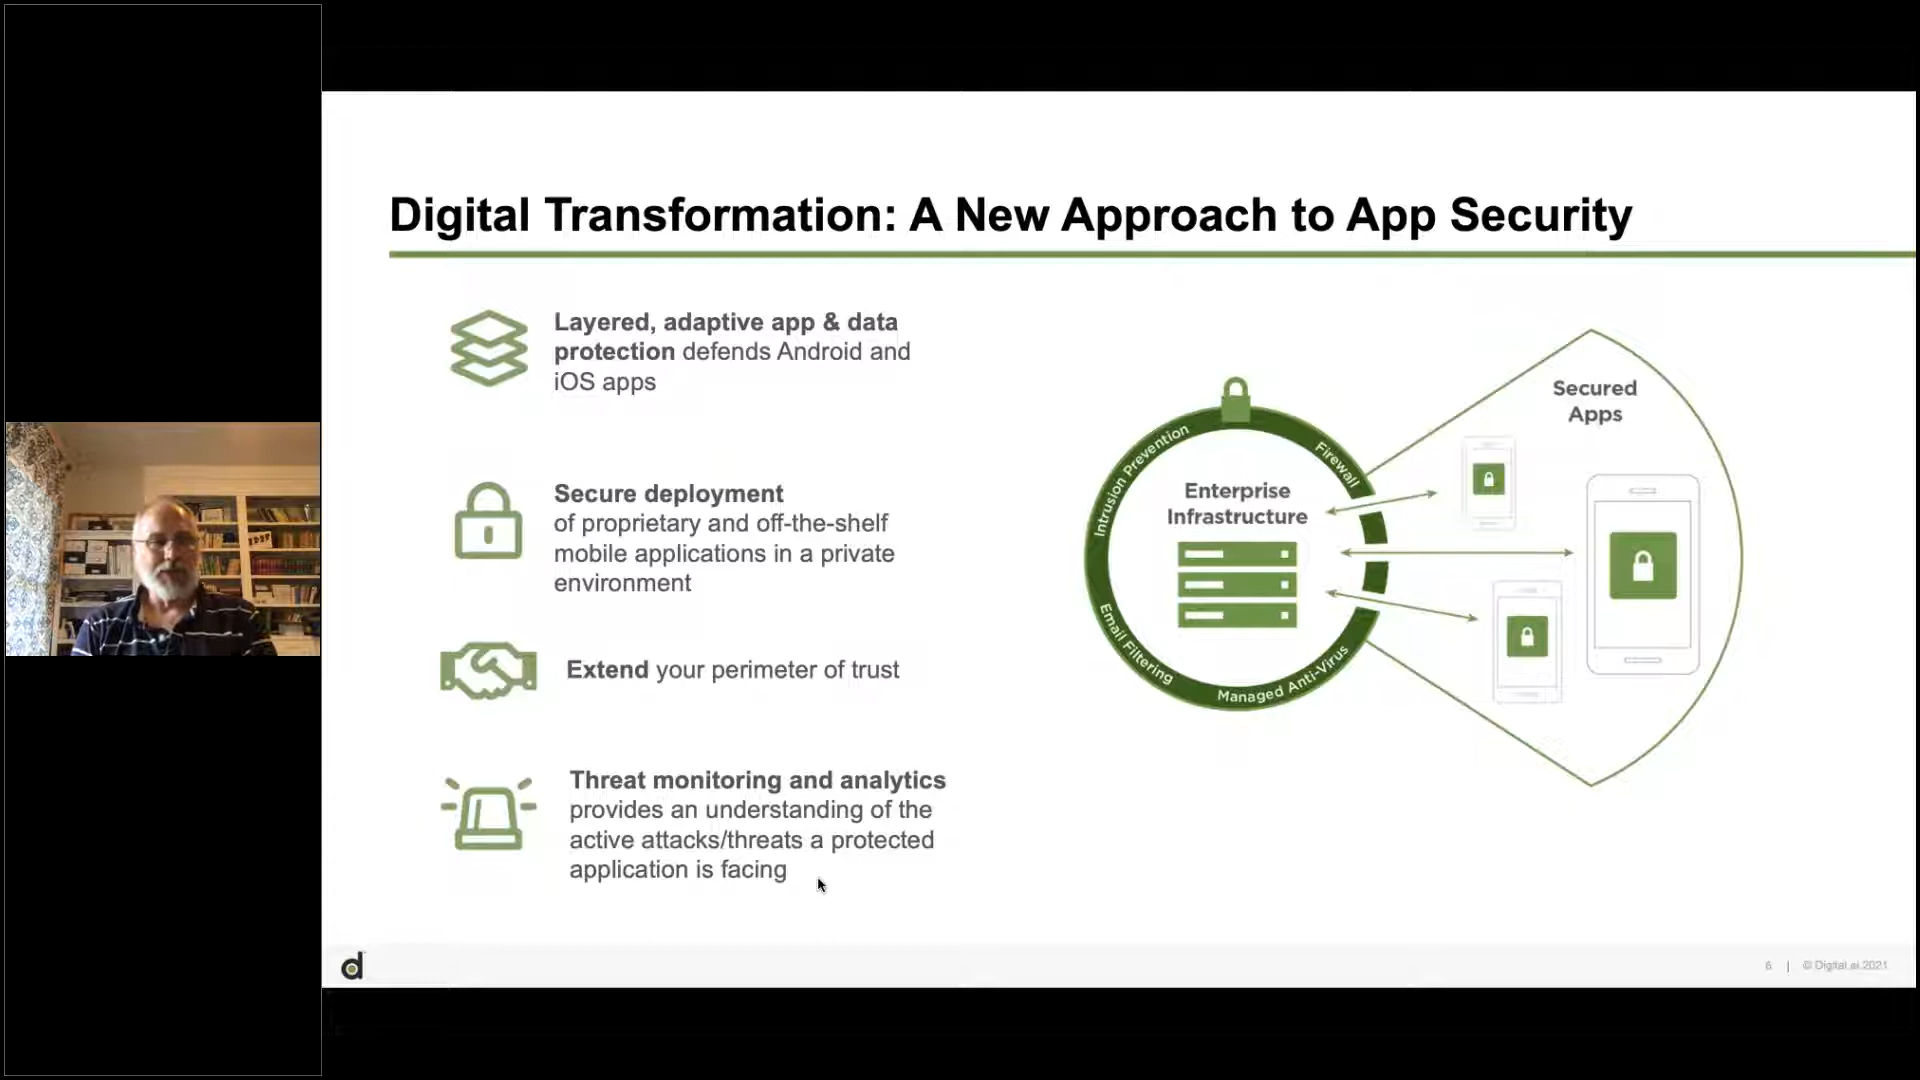 Digital Transformation: A New Approach to App Security
Layered, adaptive app & data
protection defends Android and
iOS apps
Secure deployment
of proprietary and off-the-shelf
mobile applications in a private
environment
Extend your perimeter of trust
Threat monitoring and analytics
provides an understanding of the
active attacks/threats a protected
application is facing
Intrusion Prevention
Firewall
Enterprise
Infrastructure
Email Filtering
Managed Anti-Virus
Secured
Apps
d
6 | © Digital.ai 2021